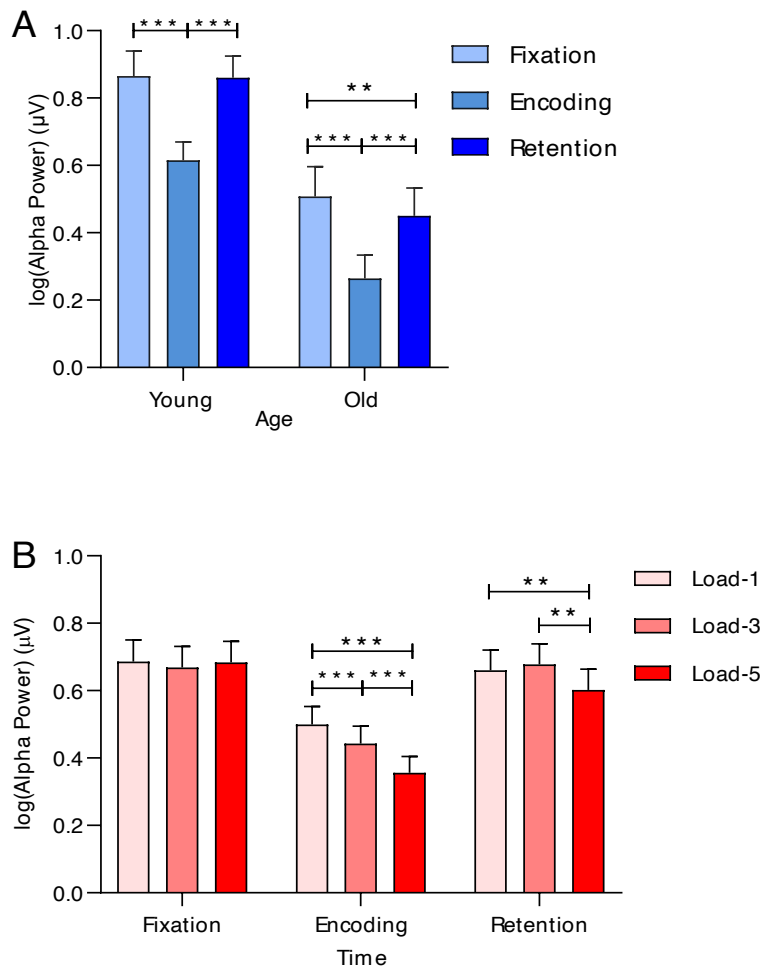 A
log(Alpha Power) (µV)
1.0
0.8
0.6
0.4
0.2
0.0
*** ***
**
*** ***
Young Old
Age
Fixation
Encoding
Retention
B
log(Alpha Power) (µV)
1.0
0.8
0.6
0.4
0.2
0.0
***
*** ***
**
**
Fixation Encoding Retention
Time
Load-1
Load-3
Load-5